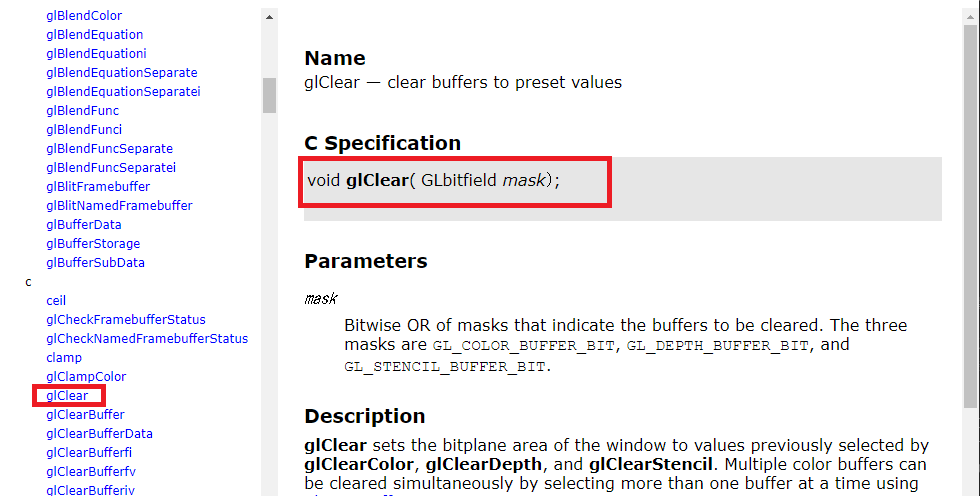 glBlendColor
glBlendEquation
glBlendEquationi
glBlendEquationSeparate
glBlendEquationSeparatei
glBlendFunc
glBlendFunci
glBlendFuncSeparate
glBlendFuncSeparatei
glBlitFramebuffer
glBlitNamedFramebuffer
glBufferData
glBufferStorage
glBufferSubData
c
ceil
glCheckFramebufferStatus
glCheckNamedFramebufferStatus
clamp
glClampColor
glClear
glClearBuffer
glClearBufferData
glClearBufferfi
glClearBufferfv
glClearBufferiv
Name
glClear — clear buffers to preset values
C Specification
void glClear( GLbitfield mask);
Parameters
mask
Bitwise OR of masks that indicate the buffers to be cleared. The three
masks are GL_COLOR_BUFFER_BIT, GL_DEPTH_BUFFER_BIT, and
GL_STENCIL_BUFFER_BIT.
Description
glClear sets the bitplane area of the window to values previously selected by
glClearColor, glClearDepth, and glClearStencil. Multiple color buffers can
be cleared simultaneously by selecting more than one buffer at a time using